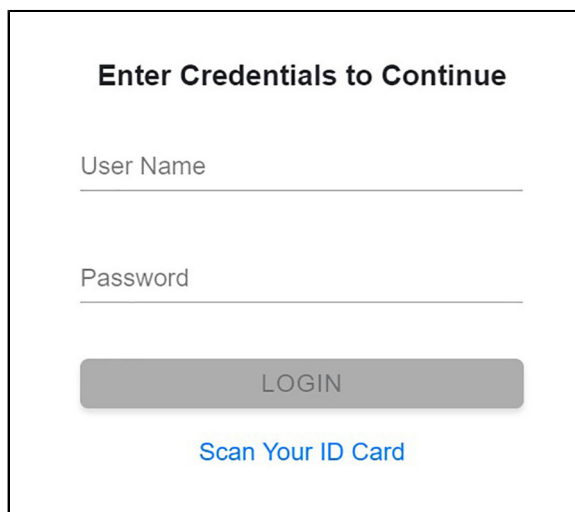 Enter Credentials to Continue
User Name
Password
LOGIN
Scan Your ID Card